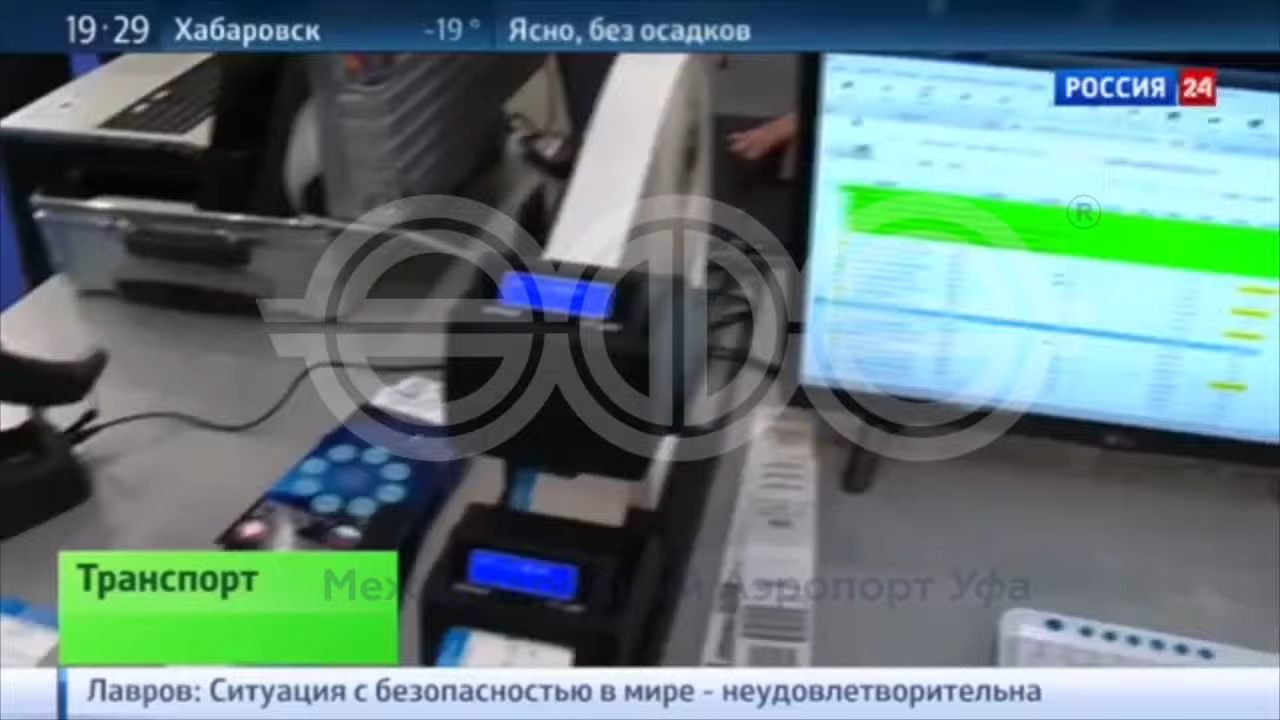 19:29 Хабаровск -19° Ясно, без осадков
РОССИЯ 24
®
Транспорт
Аэропорт Уфа
Лавров: Ситуация с безопасностью в мире - неудовлетворительна